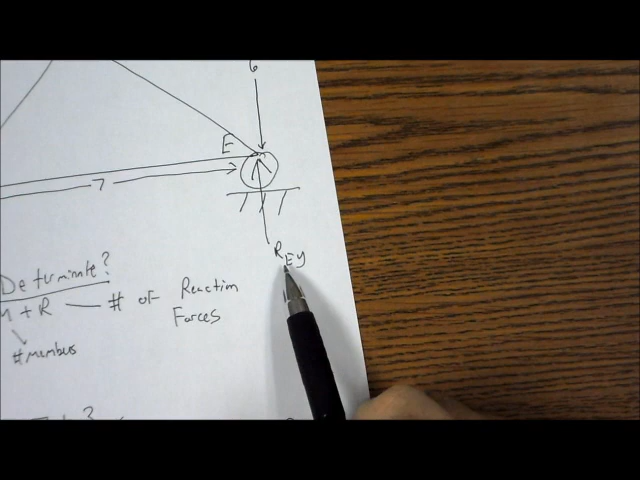 6
E
7
REy
Determinate?
M + R — # of Reaction
Forces
# members